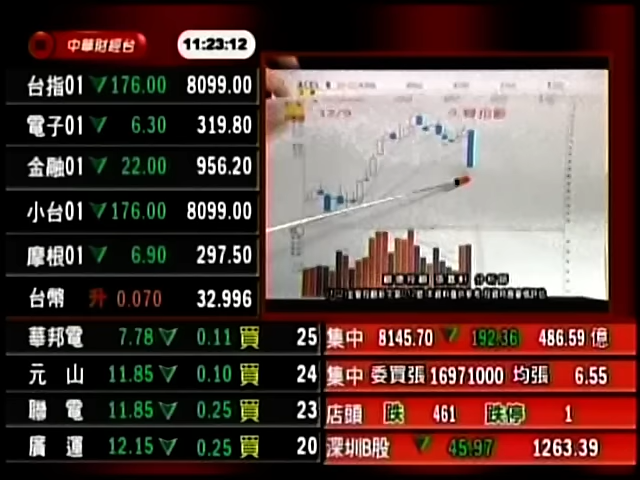 中華財經台 11:23:12
台指01 ▼176.00 8099.00
電子01 ▼ 6.30 319.80
金融01 ▼ 22.00 956.20
小台01 ▼176.00 8099.00
摩根01 ▼ 6.90 297.50
台幣 升 0.070 32.996
12/9
華邦電 7.78 ▽ 0.11 買 25
元山 11.85 ▽ 0.10 買 24
聯電 11.85 ▽ 0.25 買 23
廣運 12.15 ▽ 0.25 買 20
集中 8145.70 ▼ 192.36 486.59 億
集中 委買張 16971000 均張 6.55
店頭 跌 461 跌停 1
深圳B股 ▼ 45.97 1263.39